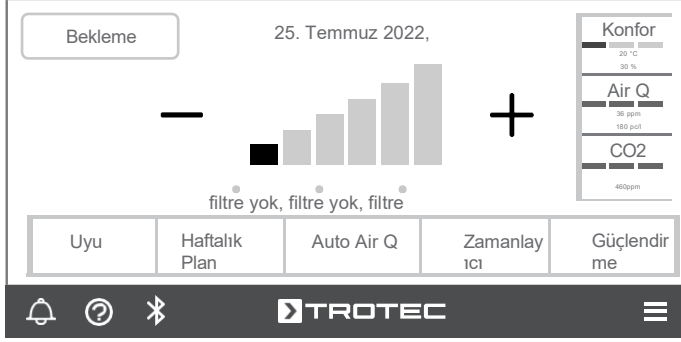 Bekleme
25. Temmuz 2022,
Konfor
20 °C
30 %
Air Q
36 ppm
180 pc/l
CO2
460ppm
filtre yok, filtre yok, filtre
Uyu
Haftalık
Plan
Auto Air Q
Zamanlay
ıcı
Güçlendir
me
TROTEC